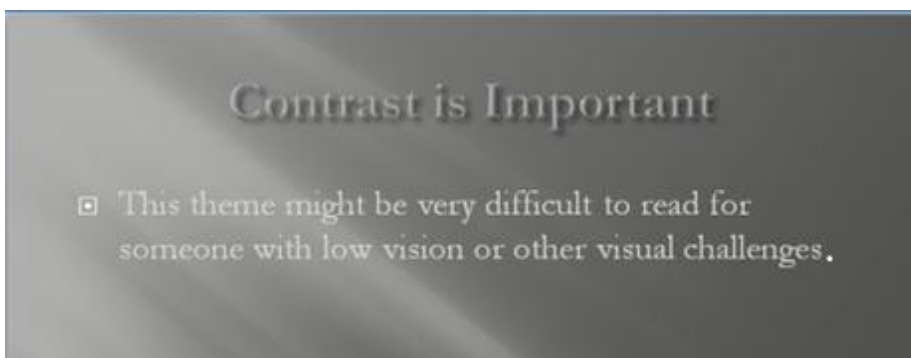 Contrast is Important
This theme might be very difficult to read for
someone with low vision or other visual challenges.